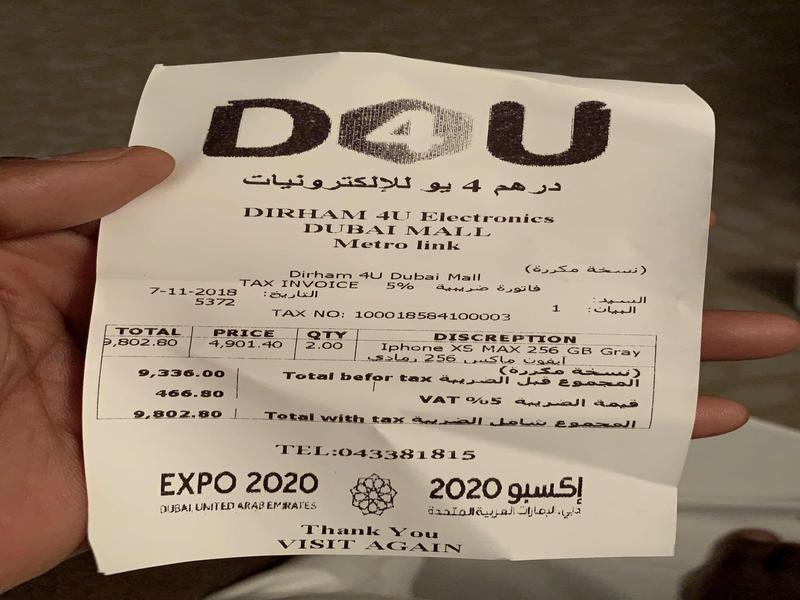 D4U
درهم 4 يو للإلكترونيات
DIRHAM 4U Electronics
DUBAI MALL
Metro link
Dirham 4U Dubai Mall (نسخة مكررة)
TAX INVOICE 5% فاتورة ضريبية
7-11-2018 التاريخ: السيد:
5372 1 البيان:
TAX NO: 100018584100003
TOTAL PRICE QTY DISCREPTION
9,802.80 4,901.40 2.00 Iphone XS MAX 256 GB Gray
ايفون ماكس 256 رمادي
(نسخة مكررة)
9,336.00 Total befor tax المجموع قبل الضريبة
466.80 VAT %5 قيمة الضريبة
9,802.80 Total with tax المجموع شامل الضريبة
TEL:043381815
EXPO 2020 إكسبو 2020
DUBAI, UNITED ARAB EMIRATES دبي، الإمارات العربية المتحدة
Thank You
VISIT AGAIN